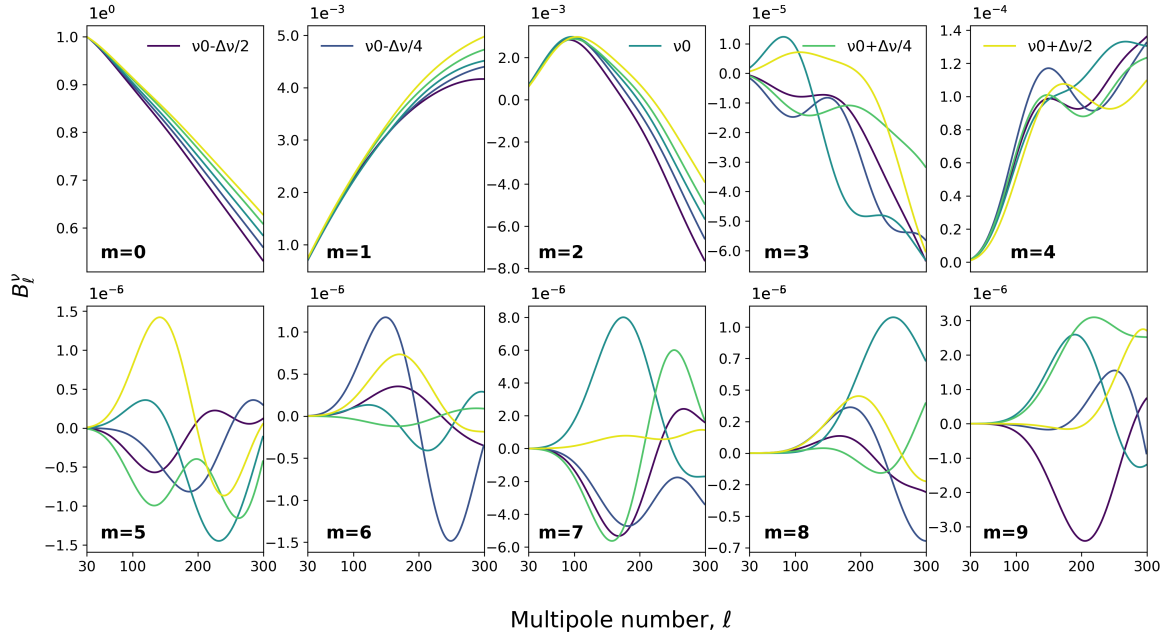 1e⁰ 1e⁻³ 1e⁻³ 1e⁻⁵ 1e⁻⁴
ν0-Δν/2 ν0-Δν/4 ν0 ν0+Δν/4 ν0+Δν/2
1.0 0.9 0.8 0.7 0.6
m=0
5.0 4.0 3.0 2.0 1.0
m=1
2.0 0.0 −2.0 −4.0 −6.0 −8.0
m=2
1.0 0.0 −1.0 −2.0 −3.0 −4.0 −5.0 −6.0
m=3
1.4 1.2 1.0 0.8 0.6 0.4 0.2 0.0
m=4
B_ℓ^ν
1e⁻⁶ 1e⁻⁶ 1e⁻⁶ 1e⁻⁵ 1e⁻⁶
1.5 1.0 0.5 0.0 −0.5 −1.0 −1.5
m=5
30 100 200 300
1.0 0.5 0.0 −0.5 −1.0 −1.5
m=6
30 100 200 300
8.0 6.0 4.0 2.0 0.0 −2.0 −4.0 −6.0
m=7
30 100 200 300
1.0 0.7 0.5 0.2 0.0 −0.2 −0.5 −0.7
m=8
30 100 200 300
3.0 2.0 1.0 0.0 −1.0 −2.0 −3.0
m=9
30 100 200 300
Multipole number, ℓ